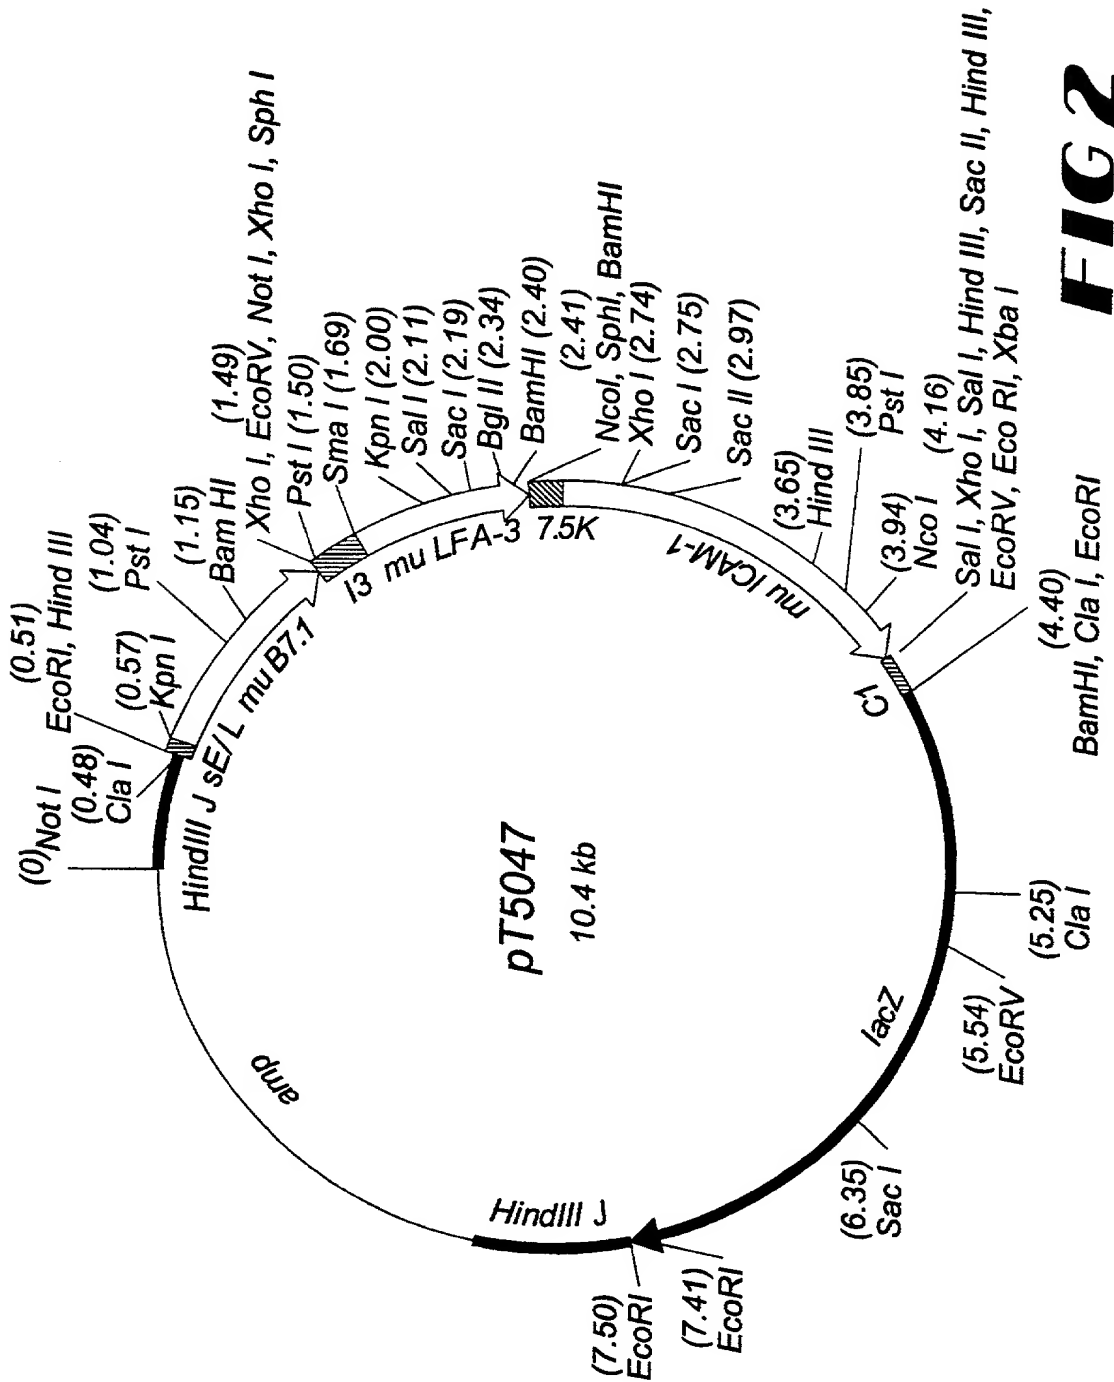 (0) Not I
(0.48)
Cla I
(0.51)
EcoRI, Hind III
(0.57)
Kpn I
(1.04)
Pst I
(1.15)
Bam HI
(1.49)
Xho I, EcoRV, Not I, Xho I, Sph I
Pst I (1.50)
Sma I (1.69)
Kpn I (2.00)
Sal I (2.11)
Sac I (2.19)
Bgl II (2.34)
BamHI (2.40)
(2.41)
NcoI, SphI, BamHI
Xho I (2.74)
Sac I (2.75)
Sac II (2.97)
(3.65)
Hind III
(3.85)
Pst I
(3.94)
Nco I
(4.16)
Sal I, Xho I, Sal I, Hind III, Sac II, Hind III,
EcoRV, Eco RI, Xba I
(4.40)
BamHI, Cla I, EcoRI
(5.25)
Cla I
(5.54)
EcoRV
(6.35)
Sac I
(7.41)
EcoRI
(7.50)
EcoRI
HindIII J sE/L mu B7.1
I3 mu LFA-3 7.5K
mu ICAM-1
C1
lacZ
HindIII J
amp
pT5047
10.4 kb
FIG 2